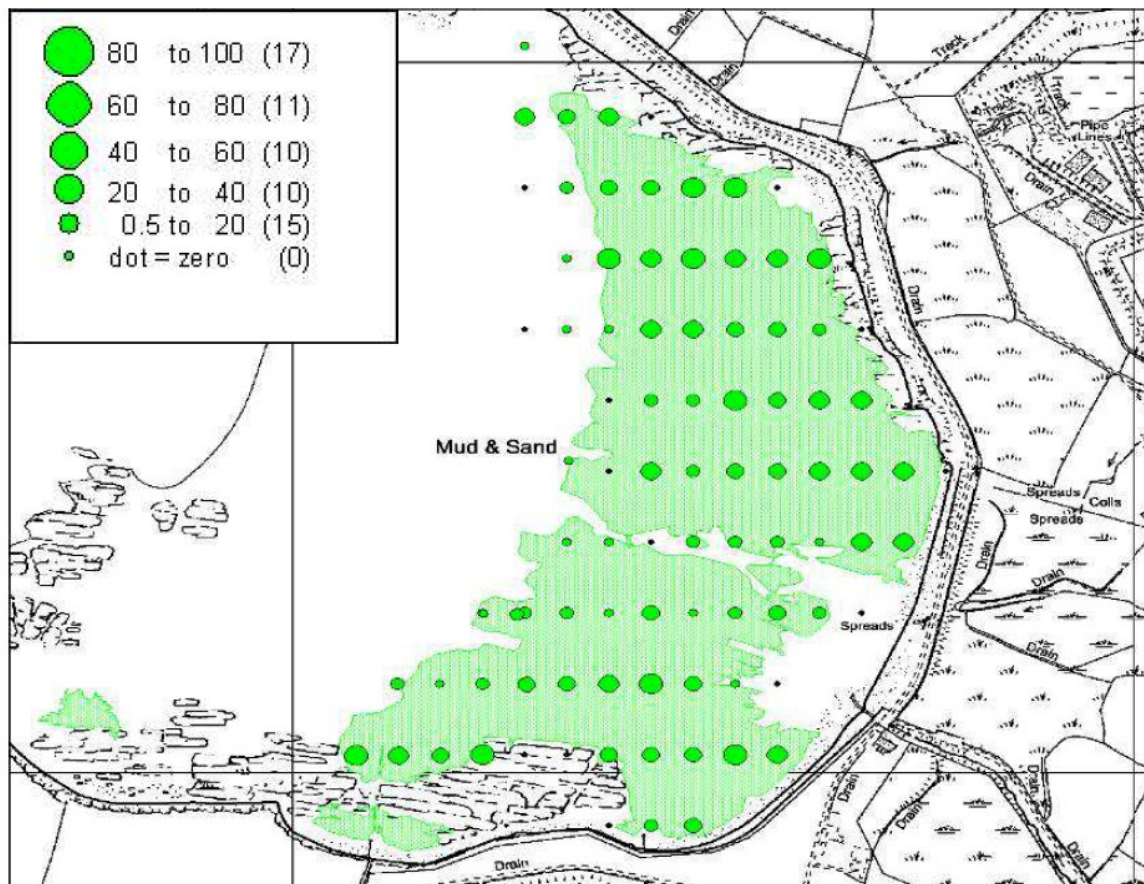 80 to 100 (17)
60 to 80 (11)
40 to 60 (10)
20 to 40 (10)
0.5 to 20 (15)
dot = zero (0)
Drain
Drain
Track
Track
Track
Pipe
Lines
Drain
Drain
Mud & Sand
Spreads
Colls
Spreads
Drain
Drain
Spreads
Drain
Drain
Drain
Drain
Drain
Drain